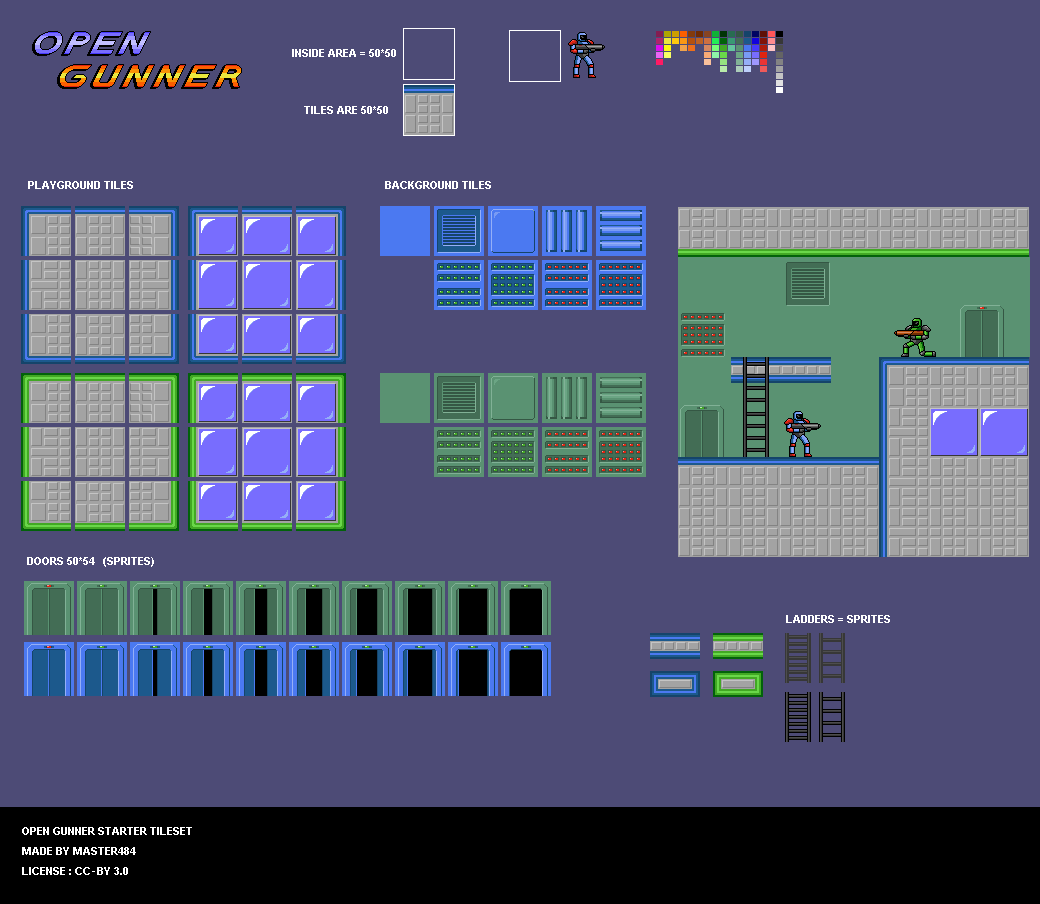 OPEN
GUNNER
INSIDE AREA = 50*50
TILES ARE 50*50
PLAYGROUND TILES
BACKGROUND TILES
DOORS 50*54 (SPRITES)
LADDERS = SPRITES
OPEN GUNNER STARTER TILESET
MADE BY MASTER484
LICENSE : CC-BY 3.0